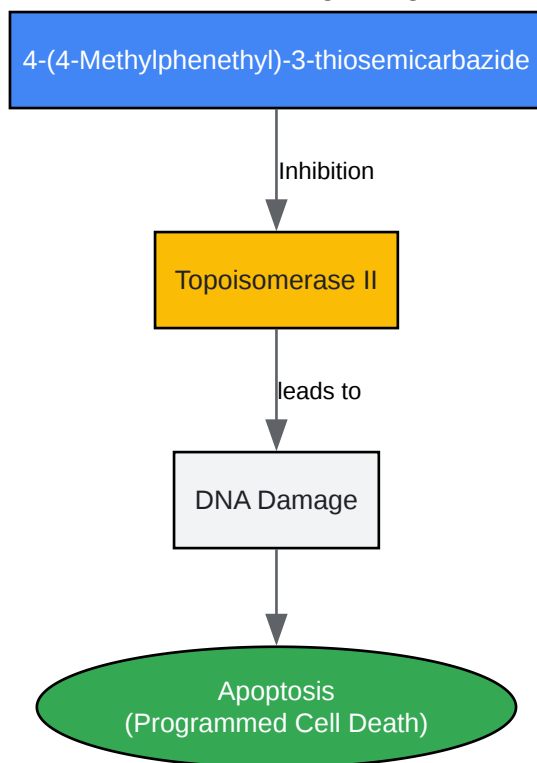 4-(4-Methylphenethyl)-3-thiosemicarbazide
Inhibition
Topoisomerase II
leads to
DNA Damage
Apoptosis
(Programmed Cell Death)